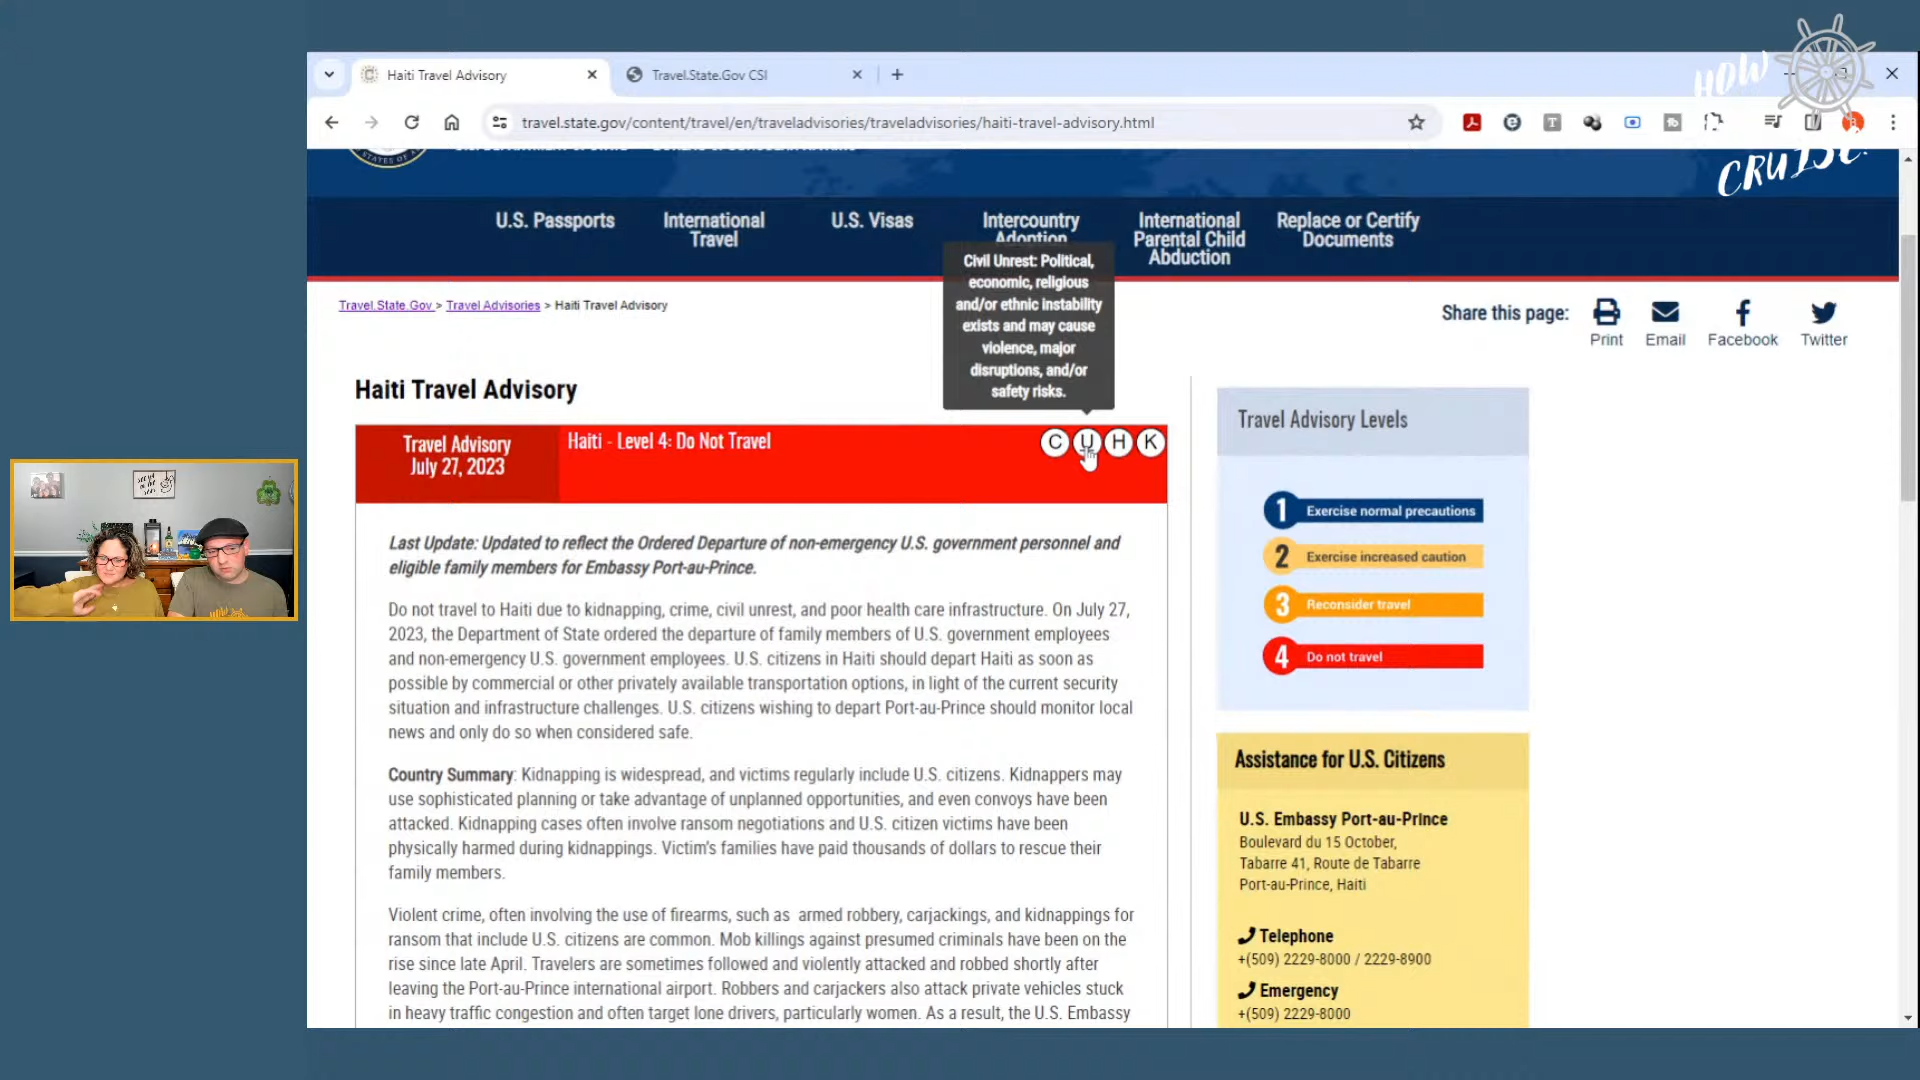 Haiti Travel Advisory
Travel.State.Gov CSI
HOW
travel.state.gov/content/travel/en/traveladvisories/traveladvisories/haiti-travel-advisory.html
CRUISE!
U.S. Passports
International
Travel
U.S. Visas
Intercountry
Adoption
International
Parental Child
Abduction
Replace or Certify
Documents
Civil Unrest: Political,
economic, religious
and/or ethnic instability
exists and may cause
violence, major
disruptions, and/or
safety risks.
Travel.State.Gov > Travel Advisories > Haiti Travel Advisory
Share this page:
Print
Email
Facebook
Twitter
Haiti Travel Advisory
Travel Advisory
July 27, 2023
Haiti - Level 4: Do Not Travel
C U H K
Last Update: Updated to reflect the Ordered Departure of non-emergency U.S. government personnel and
eligible family members for Embassy Port-au-Prince.
Do not travel to Haiti due to kidnapping, crime, civil unrest, and poor health care infrastructure. On July 27,
2023, the Department of State ordered the departure of family members of U.S. government employees
and non-emergency U.S. government employees. U.S. citizens in Haiti should depart Haiti as soon as
possible by commercial or other privately available transportation options, in light of the current security
situation and infrastructure challenges. U.S. citizens wishing to depart Port-au-Prince should monitor local
news and only do so when considered safe.
Country Summary: Kidnapping is widespread, and victims regularly include U.S. citizens. Kidnappers may
use sophisticated planning or take advantage of unplanned opportunities, and even convoys have been
attacked. Kidnapping cases often involve ransom negotiations and U.S. citizen victims have been
physically harmed during kidnappings. Victim's families have paid thousands of dollars to rescue their
family members.
Violent crime, often involving the use of firearms, such as armed robbery, carjackings, and kidnappings for
ransom that include U.S. citizens are common. Mob killings against presumed criminals have been on the
rise since late April. Travelers are sometimes followed and violently attacked and robbed shortly after
leaving the Port-au-Prince international airport. Robbers and carjackers also attack private vehicles stuck
in heavy traffic congestion and often target lone drivers, particularly women. As a result, the U.S. Embassy
Travel Advisory Levels
1 Exercise normal precautions
2 Exercise increased caution
3 Reconsider travel
4 Do not travel
Assistance for U.S. Citizens
U.S. Embassy Port-au-Prince
Boulevard du 15 October,
Tabarre 41, Route de Tabarre
Port-au-Prince, Haiti
Telephone
+(509) 2229-8000 / 2229-8900
Emergency
+(509) 2229-8000